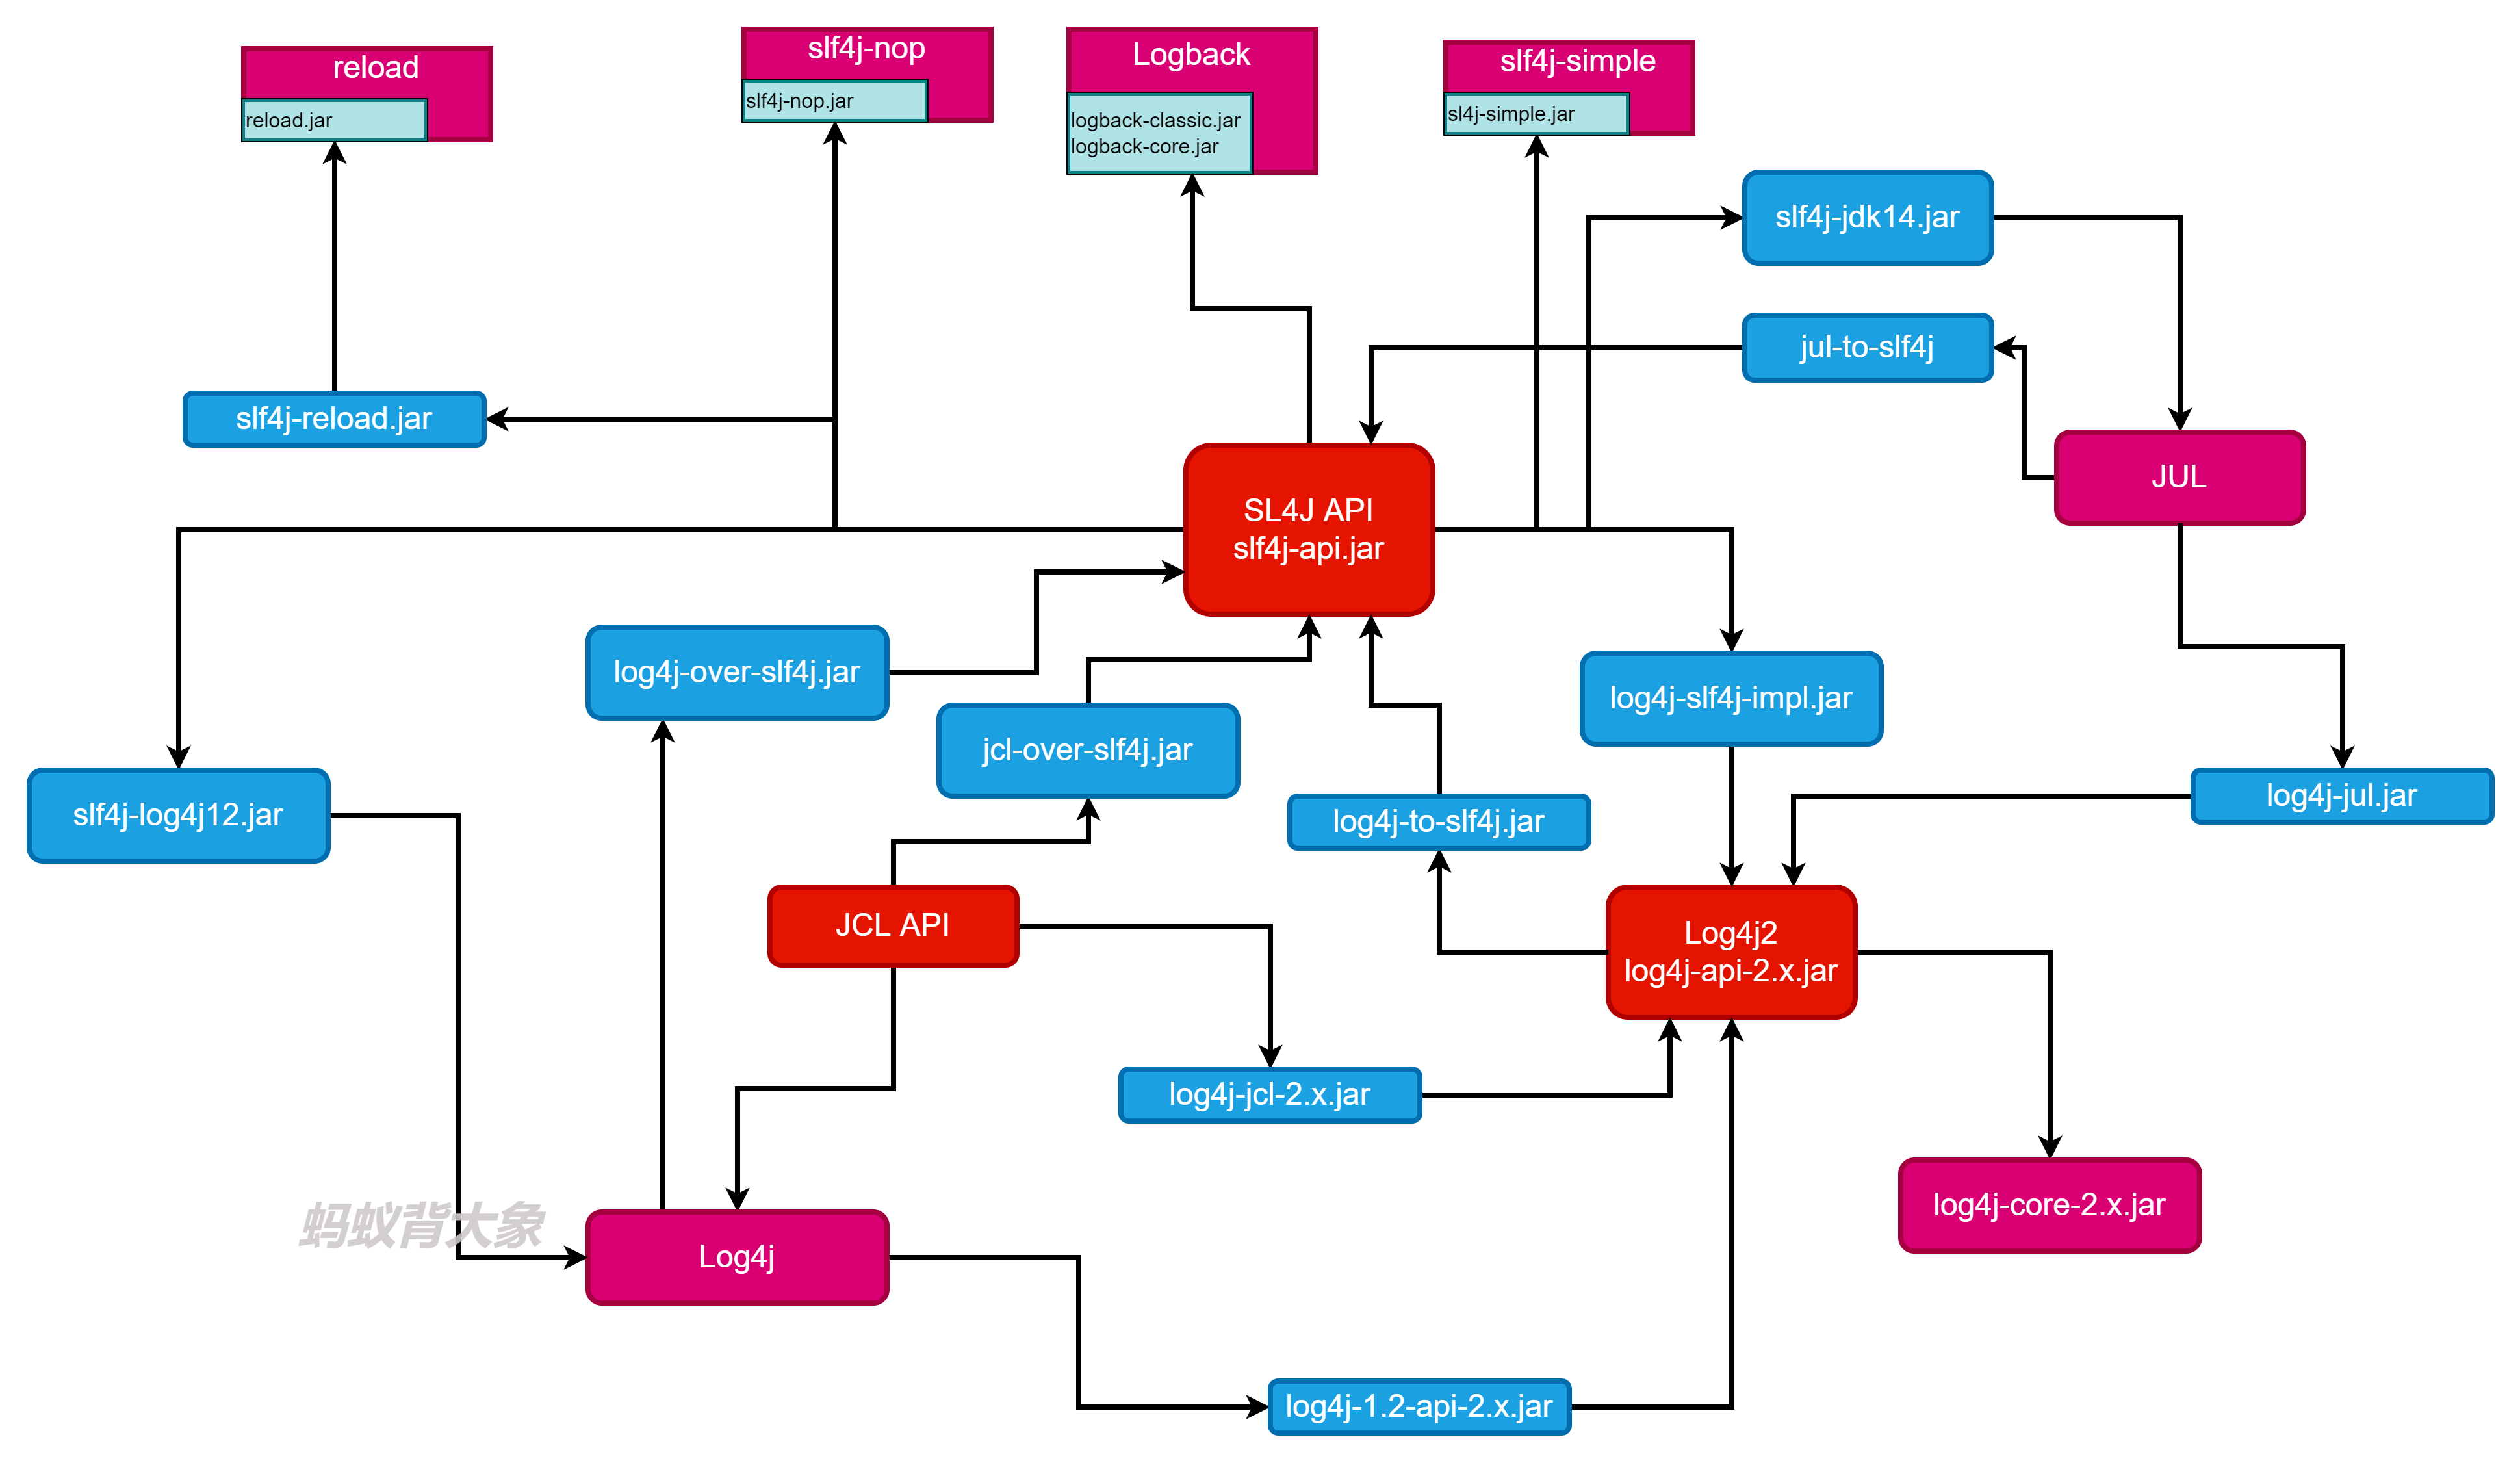 reload
reload.jar
slf4j-nop
slf4j-nop.jar
Logback
logback-classic.jar
logback-core.jar
slf4j-simple
sl4j-simple.jar
slf4j-jdk14.jar
jul-to-slf4j
slf4j-reload.jar
JUL
SL4J API
slf4j-api.jar
log4j-over-slf4j.jar
jcl-over-slf4j.jar
log4j-slf4j-impl.jar
slf4j-log4j12.jar
log4j-to-slf4j.jar
log4j-jul.jar
JCL API
Log4j2
log4j-api-2.x.jar
log4j-jcl-2.x.jar
蚂蚁背大象
Log4j
log4j-core-2.x.jar
log4j-1.2-api-2.x.jar